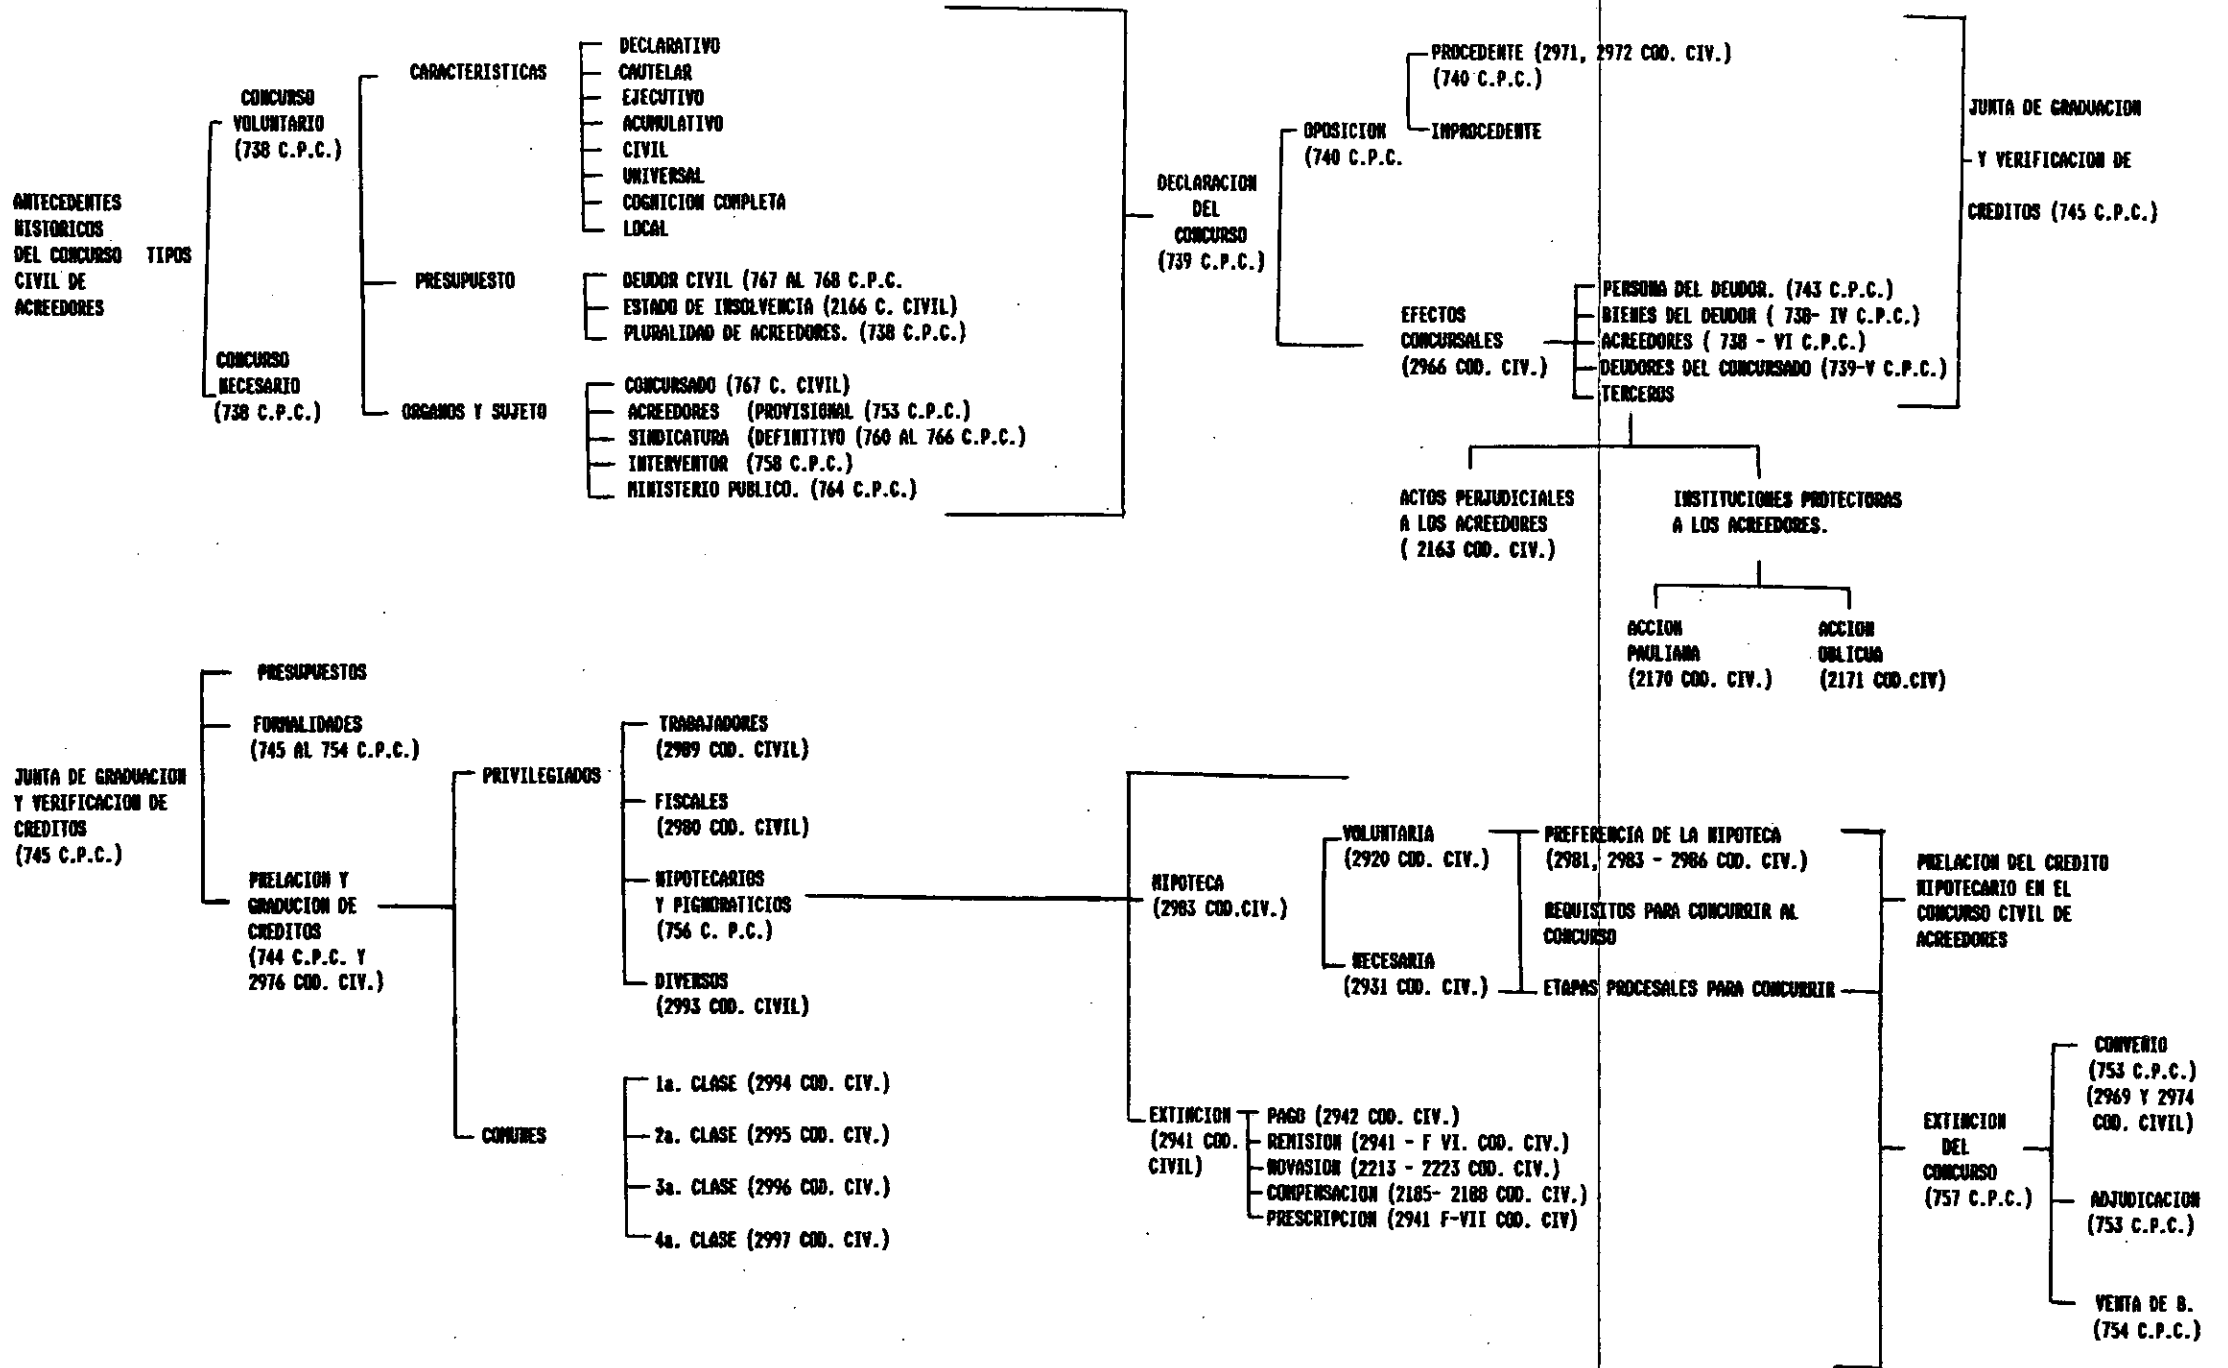 ANTECEDENTES
HISTORICOS
DEL CONCURSO TIPOS
CIVIL DE
ACREEDORES
CONCURSO
VOLUNTARIO
(738 C.P.C.)
CONCURSO
NECESARIO
(738 C.P.C.)
CARACTERISTICAS
DECLARATIVO
CAUTELAR
EJECUTIVO
ACUMULATIVO
CIVIL
UNIVERSAL
COGNICION COMPLETA
LOCAL
PRESUPUESTO
DEUDOR CIVIL (767 AL 768 C.P.C.
ESTADO DE INSOLVENCIA (2166 C. CIVIL)
PLURALIDAD DE ACREEDORES. (738 C.P.C.)
ORGANOS Y SUJETO
CONCURSADO (767 C. CIVIL)
ACREEDORES (PROVISIONAL (753 C.P.C.)
SINDICATURA (DEFINITIVO (760 AL 766 C.P.C.)
INTERVENTOR (758 C.P.C.)
MINISTERIO PUBLICO. (764 C.P.C.)
DECLARACION
DEL
CONCURSO
(739 C.P.C.)
OPOSICION
(740 C.P.C.
PROCEDENTE (2971, 2972 COD. CIV.)
(740 C.P.C.)
IMPROCEDENTE
EFECTOS
CONCURSALES
(2966 COD. CIV.)
PERSONA DEL DEUDOR. (743 C.P.C.)
BIENES DEL DEUDOR ( 738- IV C.P.C.)
ACREEDORES ( 738 - VI C.P.C.)
DEUDORES DEL CONCURSADO (739-V C.P.C.)
TERCEROS
ACTOS PERJUDICIALES
A LOS ACREEDORES
( 2163 COD. CIV.)
INSTITUCIONES PROTECTORAS
A LOS ACREEDORES.
ACCION
PAULIANA
(2170 COD. CIV.)
ACCION
OBLICUA
(2171 COD.CIV)
JUNTA DE GRADUACION
Y VERIFICACION DE
CREDITOS (745 C.P.C.)
JUNTA DE GRADUACION
Y VERIFICACION DE
CREDITOS
(745 C.P.C.)
PRESUPUESTOS
FORMALIDADES
(745 AL 754 C.P.C.)
PRELACION Y
GRADUCION DE
CREDITOS
(744 C.P.C. Y
2976 COD. CIV.)
PRIVILEGIADOS
TRABAJADORES
(2989 COD. CIVIL)
FISCALES
(2980 COD. CIVIL)
HIPOTECARIOS
Y PIGNORATICIOS
(756 C. P.C.)
DIVERSOS
(2993 COD. CIVIL)
COMUNES
1a. CLASE (2994 COD. CIV.)
2a. CLASE (2995 COD. CIV.)
3a. CLASE (2996 COD. CIV.)
4a. CLASE (2997 COD. CIV.)
HIPOTECA
(2983 COD.CIV.)
VOLUNTARIA
(2920 COD. CIV.)
NECESARIA
(2931 COD. CIV.)
PREFERENCIA DE LA HIPOTECA
(2981, 2983 - 2986 COD. CIV.)
REQUISITOS PARA CONCURRIR AL
CONCURSO
ETAPAS PROCESALES PARA CONCURRIR
EXTINCION
(2941 COD.
CIVIL)
PAGO (2942 COD. CIV.)
REMISION (2941 - F VI. COD. CIV.)
NOVASION (2213 - 2223 COD. CIV.)
COMPENSACION (2185- 2188 COD. CIV.)
PRESCRIPCION (2941 F-VII COD. CIV)
PRELACION DEL CREDITO
HIPOTECARIO EN EL
CONCURSO CIVIL DE
ACREEDORES
EXTINCION
DEL
CONCURSO
(757 C.P.C.)
CONVENIO
(753 C.P.C.)
(2969 Y 2974
COD. CIVIL)
ADJUDICACION
(753 C.P.C.)
VENTA DE B.
(754 C.P.C.)